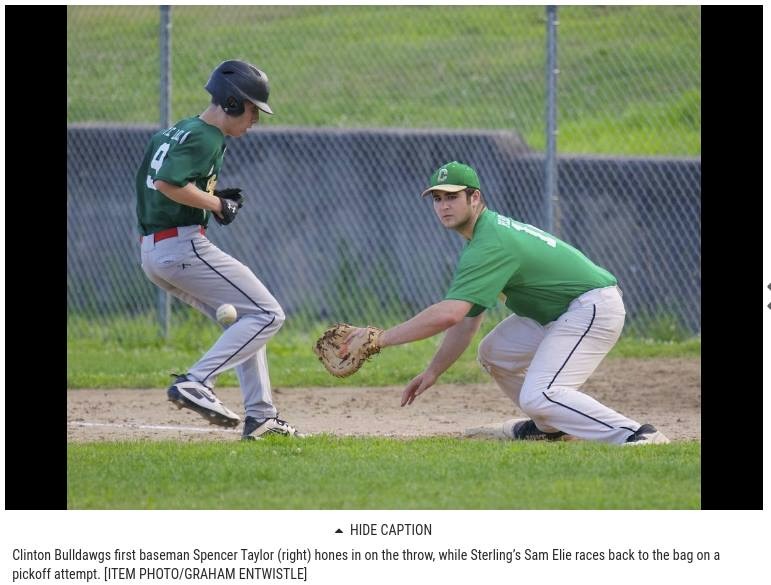 9
C
HIDE CAPTION
Clinton Bulldawgs first baseman Spencer Taylor (right) hones in on the throw, while Sterling's Sam Elie races back to the bag on a
pickoff attempt. [ITEM PHOTO/GRAHAM ENTWISTLE]